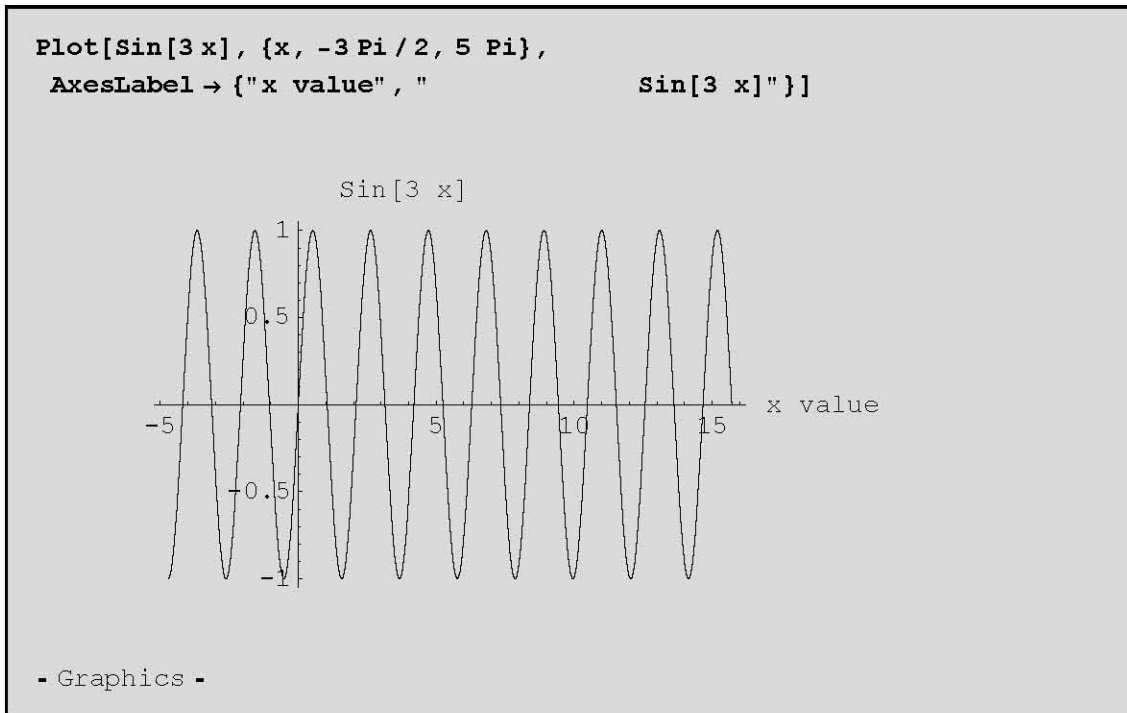 Plot[Sin[3 x], {x, -3 Pi / 2, 5 Pi},
AxesLabel → {"x value", "                Sin[3 x]"}]
Sin[3 x]
1
0.5
-5 5 10 15 x value
-0.5
-1
- Graphics -